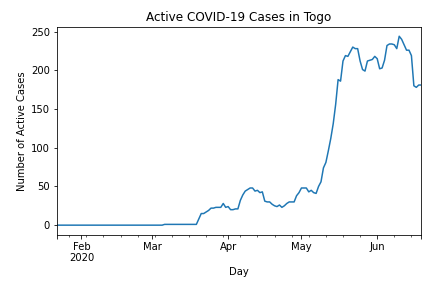 Active COVID-19 Cases in Togo
250
200
150
100
50
0
Number of Active Cases
Feb
2020
Mar
Apr
May
Jun
Day